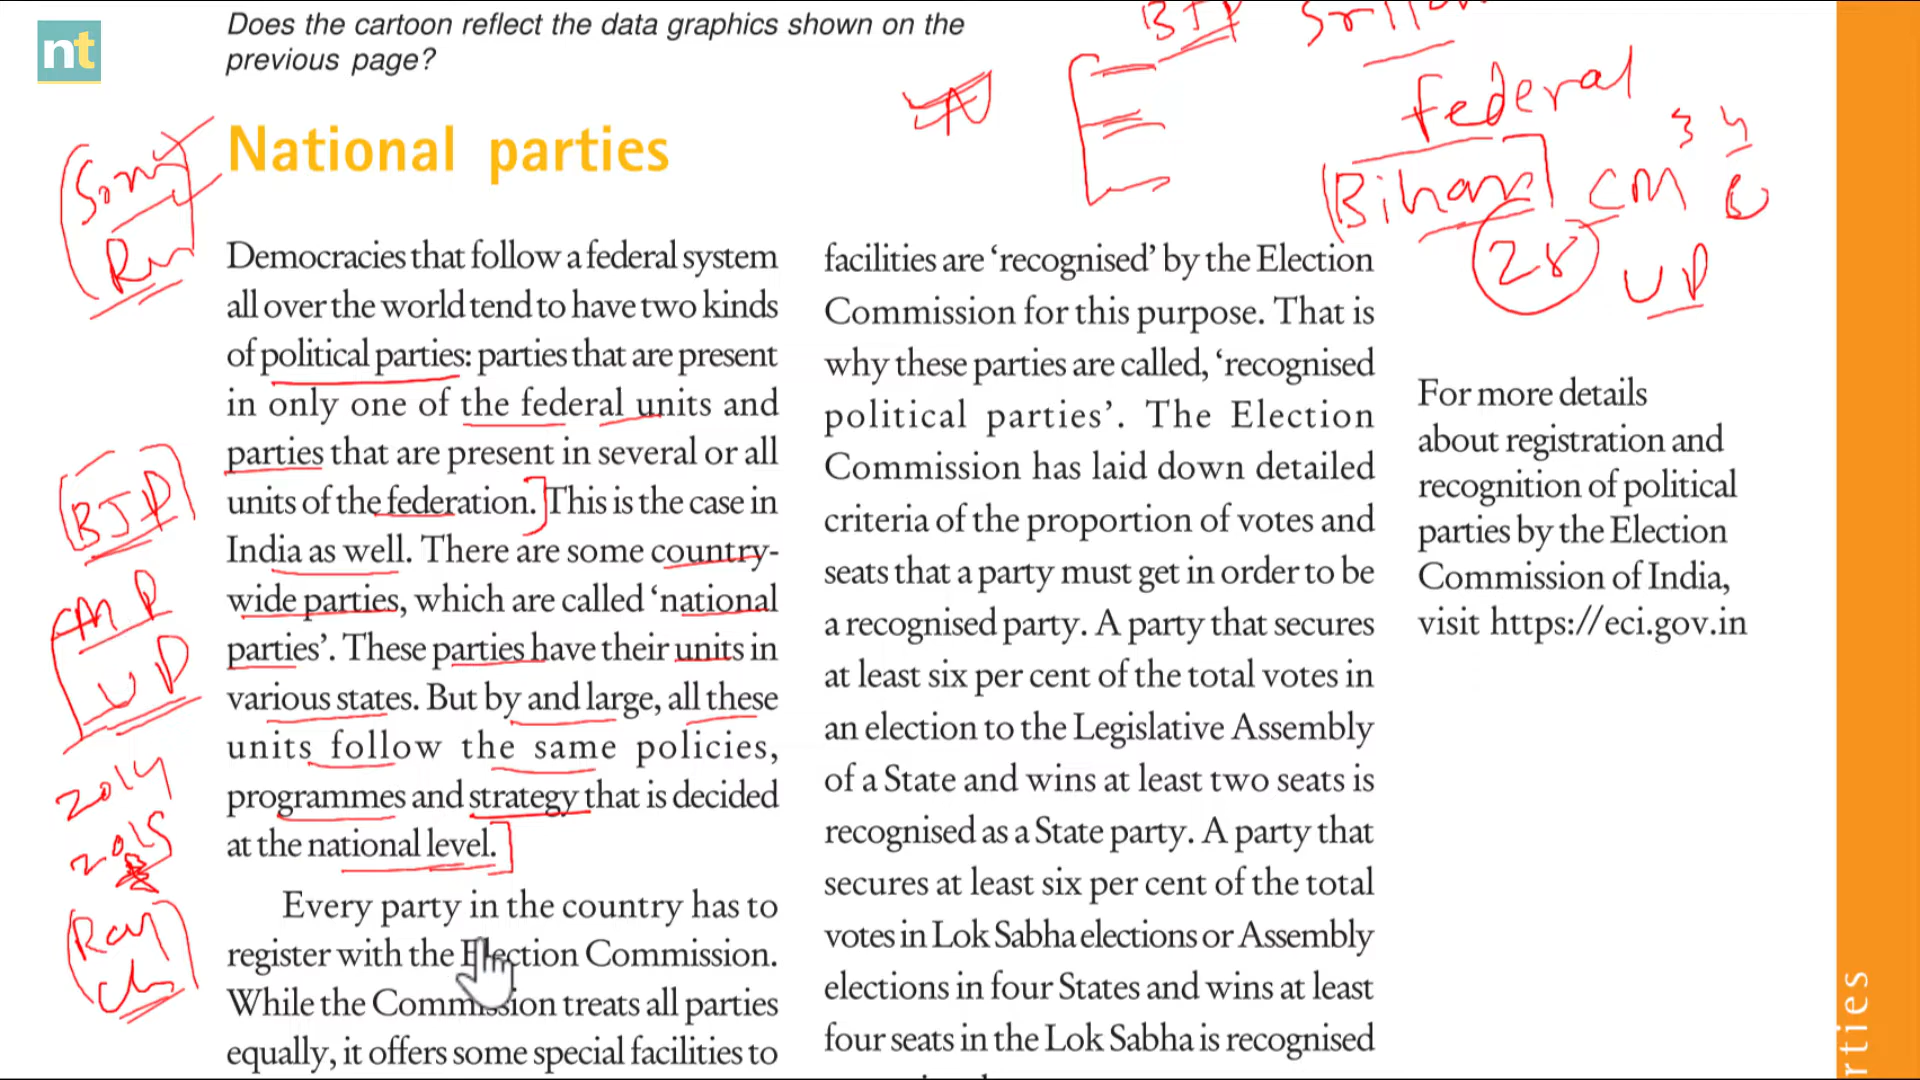 nt
Does the cartoon reflect the data graphics shown on the
previous page?
National parties
Democracies that follow a federal system
all over the world tend to have two kinds
of political parties: parties that are present
in only one of the federal units and
parties that are present in several or all
units of the federation. This is the case in
India as well. There are some country-
wide parties, which are called ‘national
parties’. These parties have their units in
various states. But by and large, all these
units follow the same policies,
programmes and strategy that is decided
at the national level.
Every party in the country has to
register with the Election Commission.
While the Commission treats all parties
equally, it offers some special facilities to
facilities are ‘recognised’ by the Election
Commission for this purpose. That is
why these parties are called, ‘recognised
political parties’. The Election
Commission has laid down detailed
criteria of the proportion of votes and
seats that a party must get in order to be
a recognised party. A party that secures
at least six per cent of the total votes in
an election to the Legislative Assembly
of a State and wins at least two seats is
recognised as a State party. A party that
secures at least six per cent of the total
votes in Lok Sabha elections or Assembly
elections in four States and wins at least
four seats in the Lok Sabha is recognised
For more details
about registration and
recognition of political
parties by the Election
Commission of India,
visit https://eci.gov.in
BJP
Federal
Bihar CM
28
UP
BJP
MP
UP
2014
2015
rties